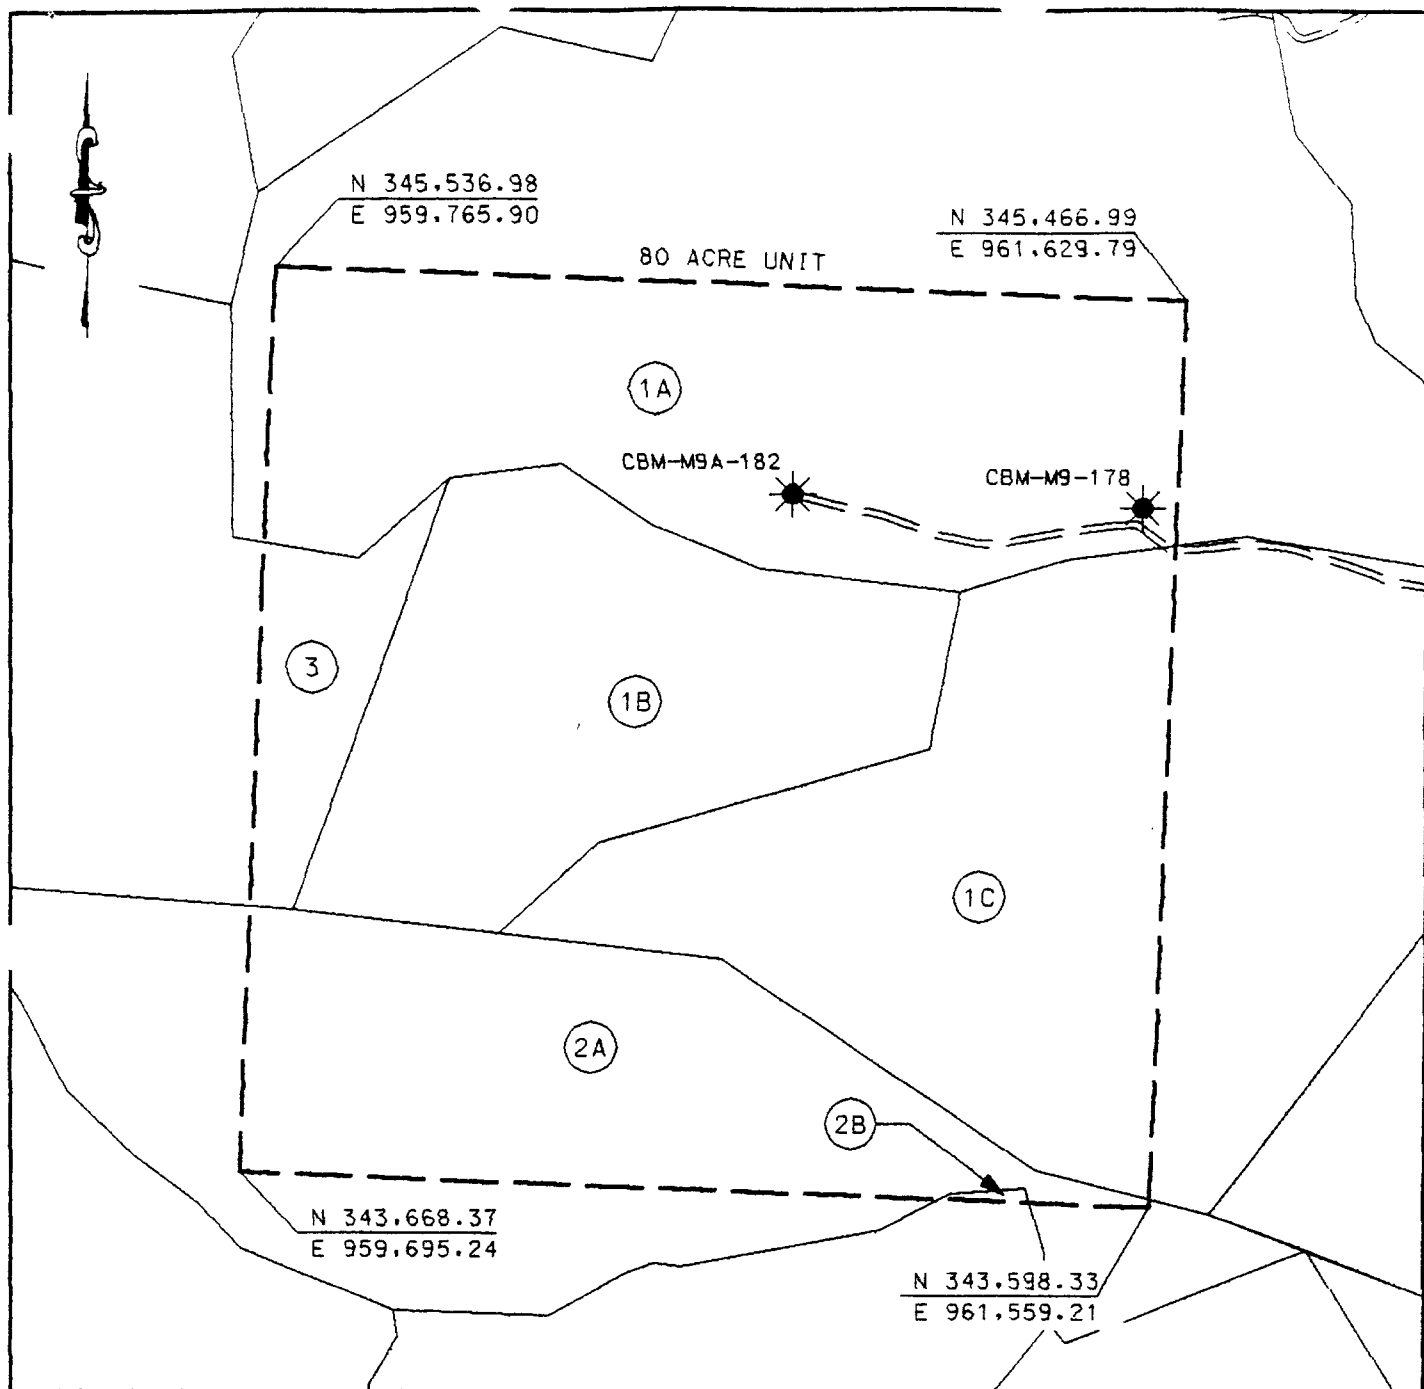 N 345,536.98
E 959,765.90
N 345,466.99
E 961,629.79
80 ACRE UNIT
1A
CBM-M9A-182
CBM-M9-178
3
1B
1C
2A
2B
N 343,668.37
E 959,695.24
N 343,598.33
E 961,559.21